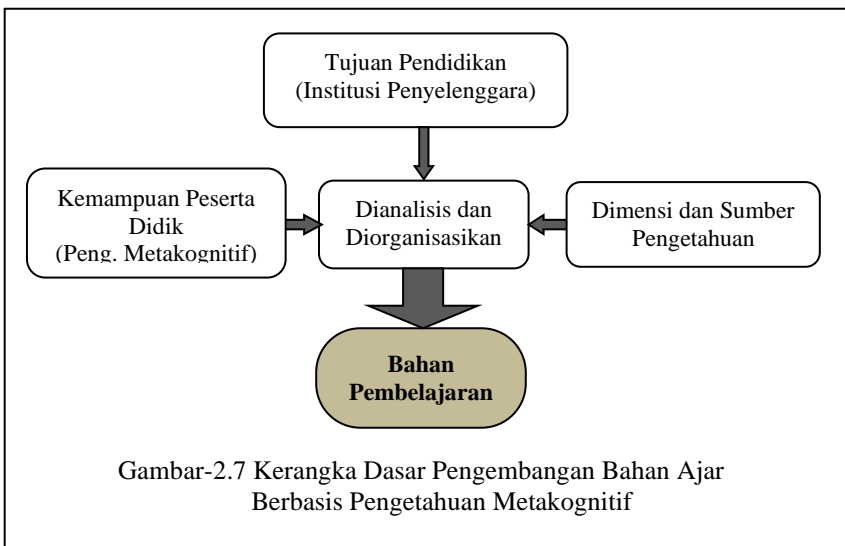 Tujuan Pendidikan
(Institusi Penyelenggara)
Kemampuan Peserta
Didik
(Peng. Metakognitif)
Dianalisis dan
Diorganisasikan
Dimensi dan Sumber
Pengetahuan
Bahan
Pembelajaran
Gambar-2.7 Kerangka Dasar Pengembangan Bahan Ajar
Berbasis Pengetahuan Metakognitif